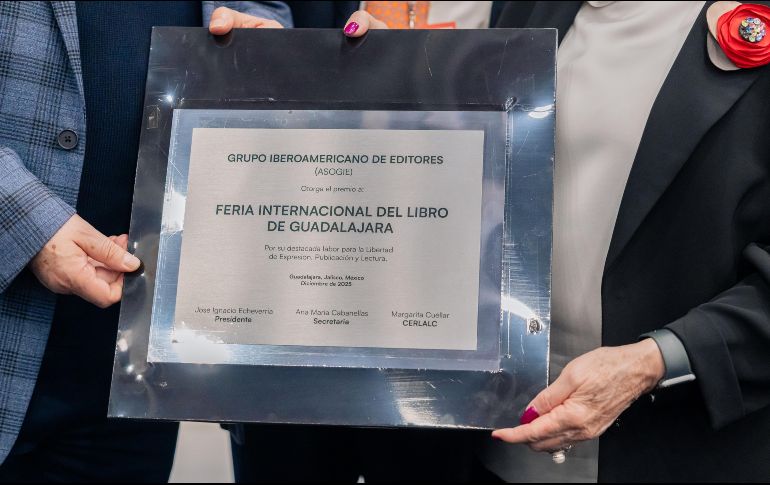 GRUPO IBEROAMERICANO DE EDITORES
(ASOGIE)
Otorga el premio a:
FERIA INTERNACIONAL DEL LIBRO
DE GUADALAJARA
Por su destacada labor para la Libertad
de Expresion, Publicación y Lectura.
Guadalajara, Jalisco, México
Diciembre de 2025
Jose Ignacio Echeverria Ana María Cabanellas Margarita Cuellar
Presidente Secretaria CERLALC